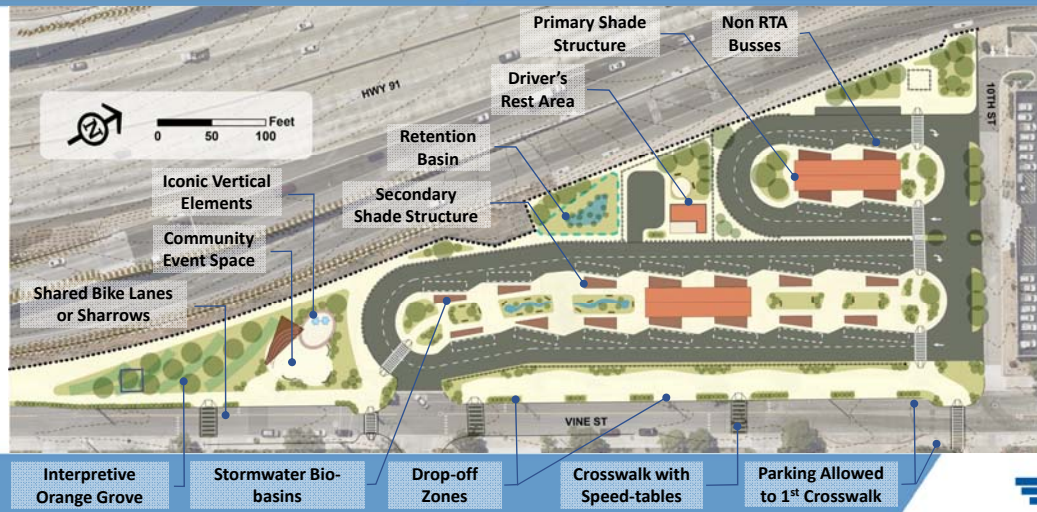 Primary Shade
Structure
Non RTA
Busses
Driver's
Rest Area
HWY 91
10TH ST
N
Feet
0 50 100
Retention
Basin
Iconic Vertical
Elements
Secondary
Shade Structure
Community
Event Space
Shared Bike Lanes
or Sharrows
VINE ST
Interpretive
Orange Grove
Stormwater Bio-
basins
Drop-off
Zones
Crosswalk with
Speed-tables
Parking Allowed
to 1st Crosswalk